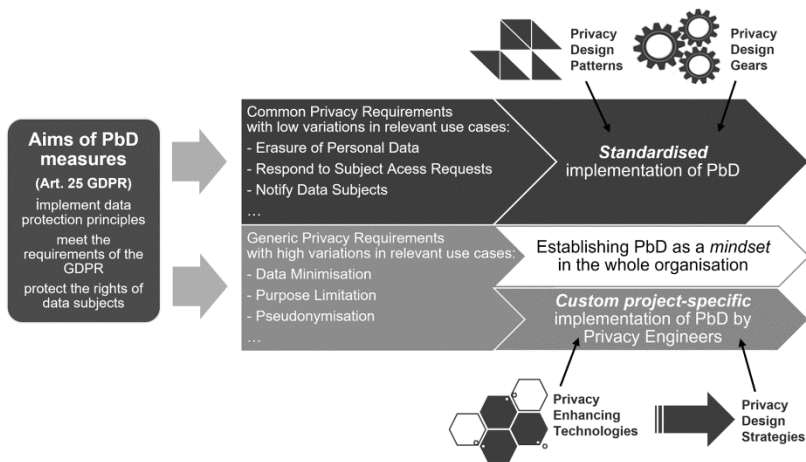 Privacy
Design
Patterns
Privacy
Design
Gears
Aims of PbD
measures
(Art. 25 GDPR)
implement data
protection principles
meet the
requirements of the
GDPR
protect the rights of
data subjects
Common Privacy Requirements
with low variations in relevant use cases:
- Erasure of Personal Data
- Respond to Subject Acess Requests
- Notify Data Subjects
...
Standardised
implementation of PbD
Generic Privacy Requirements
with high variations in relevant use cases:
- Data Minimisation
- Purpose Limitation
- Pseudonymisation
...
Establishing PbD as a mindset
in the whole organisation
Custom project-specific
implementation of PbD by
Privacy Engineers
Privacy
Enhancing
Technologies
Privacy
Design
Strategies